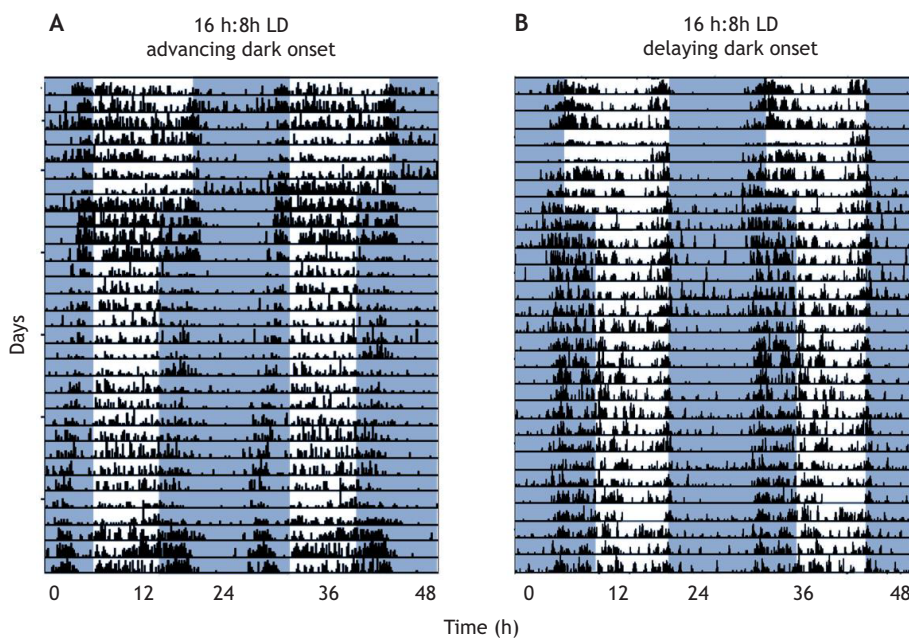 A
16 h:8h LD
advancing dark onset
B
16 h:8h LD
delaying dark onset
Days
0 12 24 36 48
0 12 24 36 48
Time (h)